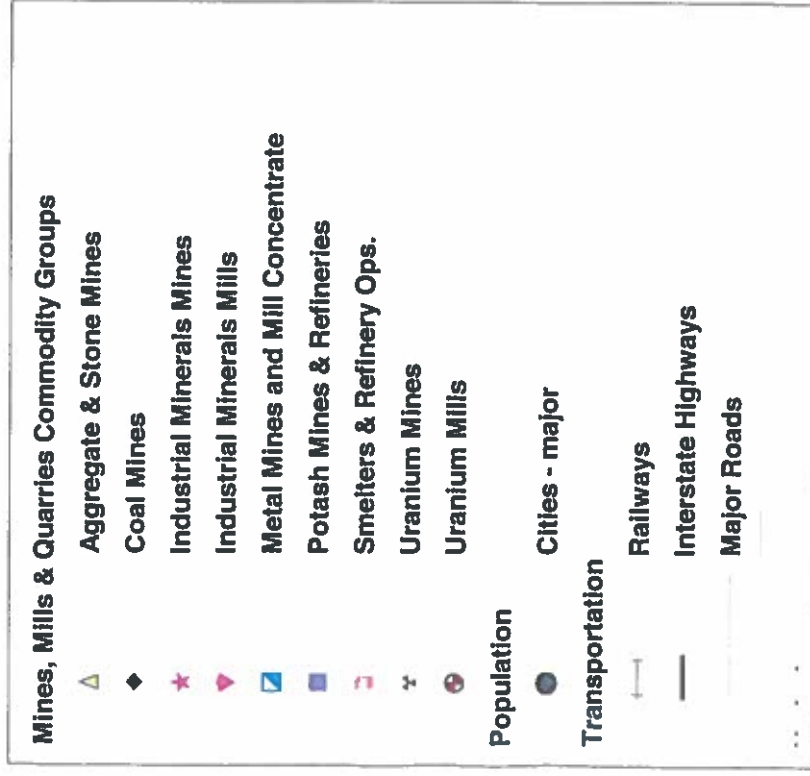 Mines, Mills & Quarries Commodity Groups
Aggregate & Stone Mines
Coal Mines
Industrial Minerals Mines
Industrial Minerals Mills
Metal Mines and Mill Concentrate
Potash Mines & Refineries
Smelters & Refinery Ops.
Uranium Mines
Uranium Mills
Population
Cities - major
Transportation
Railways
Interstate Highways
Major Roads